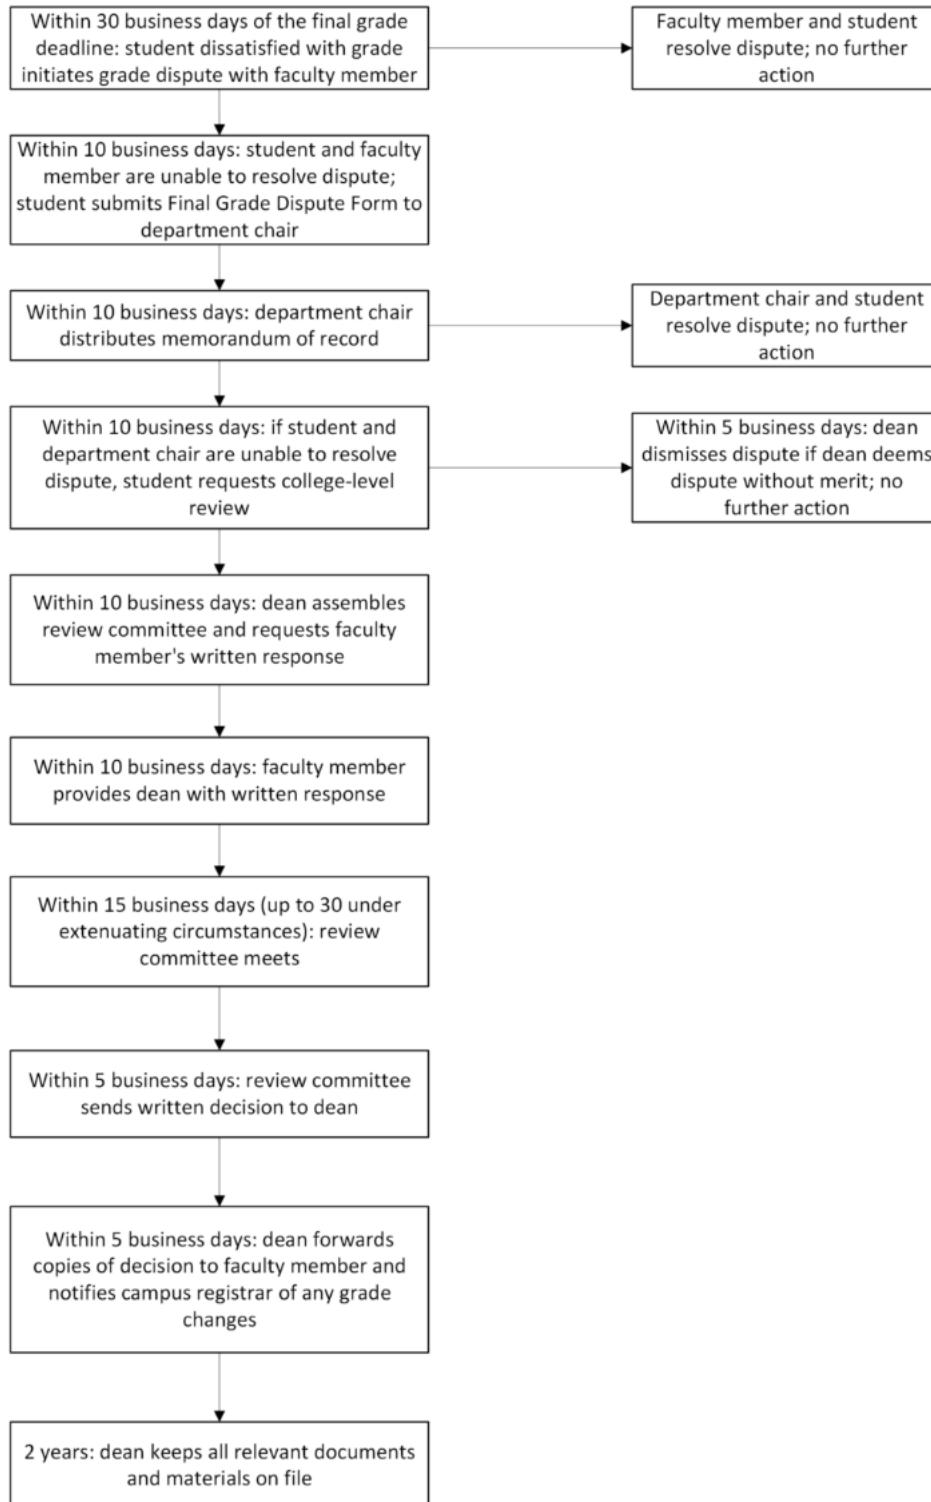 Within 30 business days of the final grade
deadline: student dissatisfied with grade
initiates grade dispute with faculty member
Faculty member and student
resolve dispute; no further
action
Within 10 business days: student and faculty
member are unable to resolve dispute;
student submits Final Grade Dispute Form to
department chair
Within 10 business days: department chair
distributes memorandum of record
Department chair and student
resolve dispute; no further
action
Within 10 business days: if student and
department chair are unable to resolve
dispute, student requests college-level
review
Within 5 business days: dean
dismisses dispute if dean deems
dispute without merit; no
further action
Within 10 business days: dean assembles
review committee and requests faculty
member's written response
Within 10 business days: faculty member
provides dean with written response
Within 15 business days (up to 30 under
extenuating circumstances): review
committee meets
Within 5 business days: review committee
sends written decision to dean
Within 5 business days: dean forwards
copies of decision to faculty member and
notifies campus registrar of any grade
changes
2 years: dean keeps all relevant documents
and materials on file